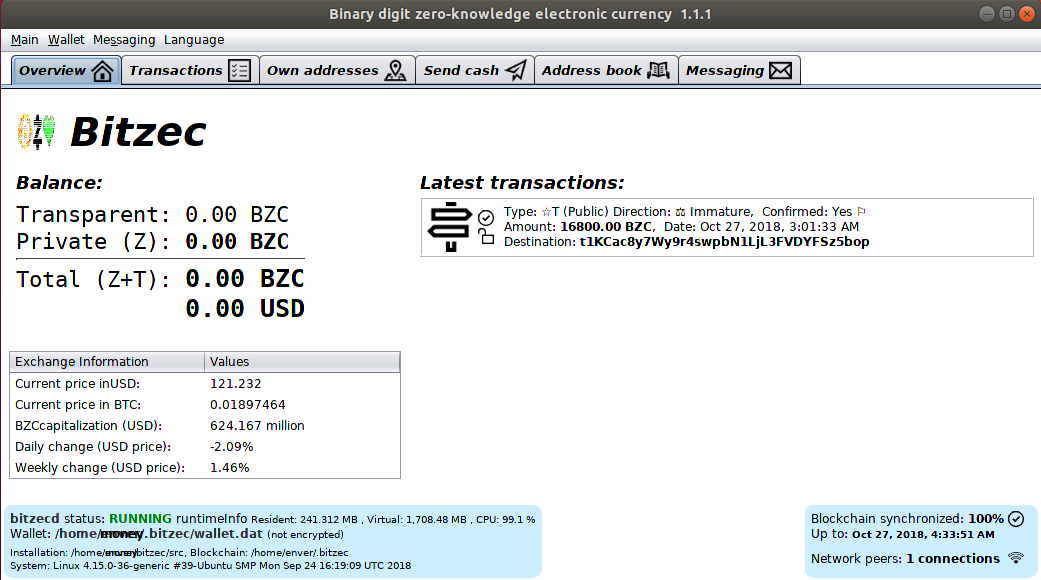 Binary digit zero-knowledge electronic currency 1.1.1
Main Wallet Messaging Language
Overview Transactions Own addresses Send cash Address book Messaging
Bitzec
Balance:
Transparent: 0.00 BZC
Private (Z): 0.00 BZC
Total (Z+T): 0.00 BZC
0.00 USD
Latest transactions:
Type: ☆T (Public) Direction: ⚖ Immature, Confirmed: Yes ⚐
Amount: 16800.00 BZC, Date: Oct 27, 2018, 3:01:33 AM
Destination: t1KCac8y7Wy9r4swpbN1LjL3FVDYFSz5bop
Exchange Information Values
Current price inUSD: 121.232
Current price in BTC: 0.01897464
BZCcapitalization (USD): 624.167 million
Daily change (USD price): -2.09%
Weekly change (USD price): 1.46%
bitzecd status: RUNNING runtimeInfo Resident: 241.312 MB , Virtual: 1,708.48 MB , CPU: 99.1 %
Wallet: /home/ /.bitzec/wallet.dat (not encrypted)
Installation: /home/ bitzec/src, Blockchain: /home/enver/.bitzec
System: Linux 4.15.0-36-generic #39-Ubuntu SMP Mon Sep 24 16:19:09 UTC 2018
Blockchain synchronized: 100%
Up to: Oct 27, 2018, 4:33:51 AM
Network peers: 1 connections